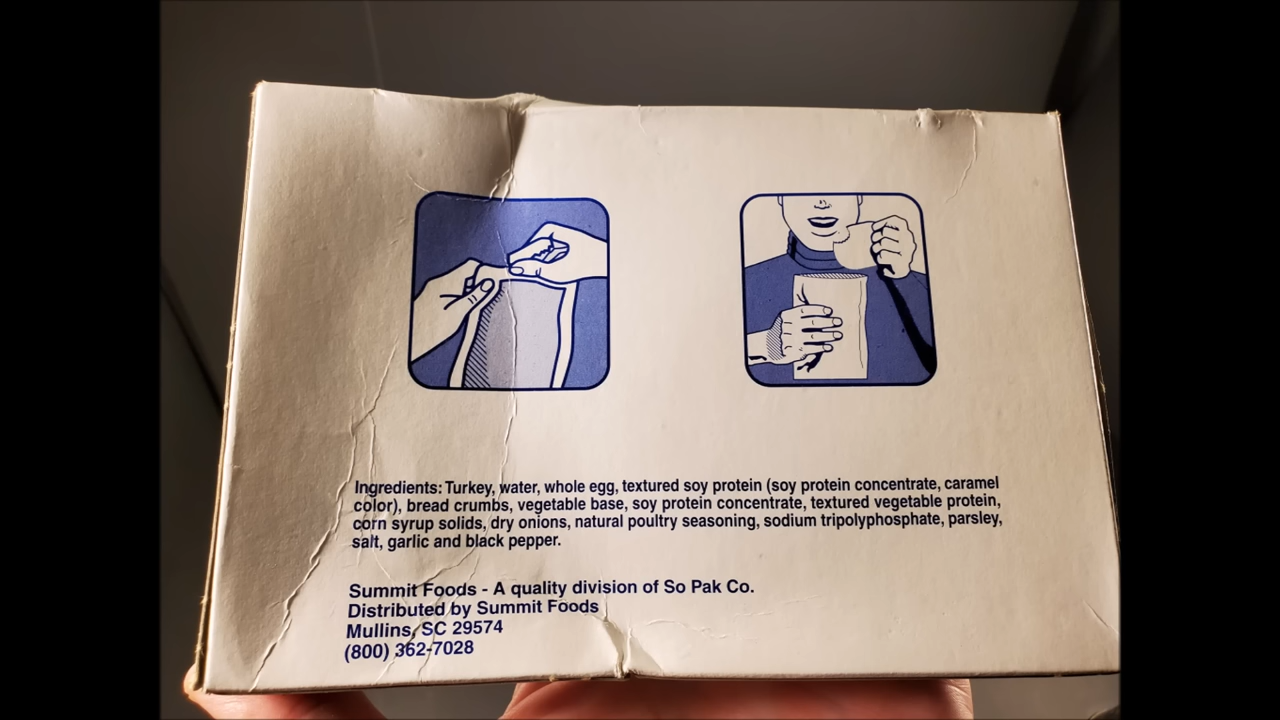 Ingredients: Turkey, water, whole egg, textured soy protein (soy protein concentrate, caramel
color), bread crumbs, vegetable base, soy protein concentrate, textured vegetable protein,
corn syrup solids, dry onions, natural poultry seasoning, sodium tripolyphosphate, parsley,
salt, garlic and black pepper.
Summit Foods - A quality division of So Pak Co.
Distributed by Summit Foods
Mullins, SC 29574
(800) 362-7028